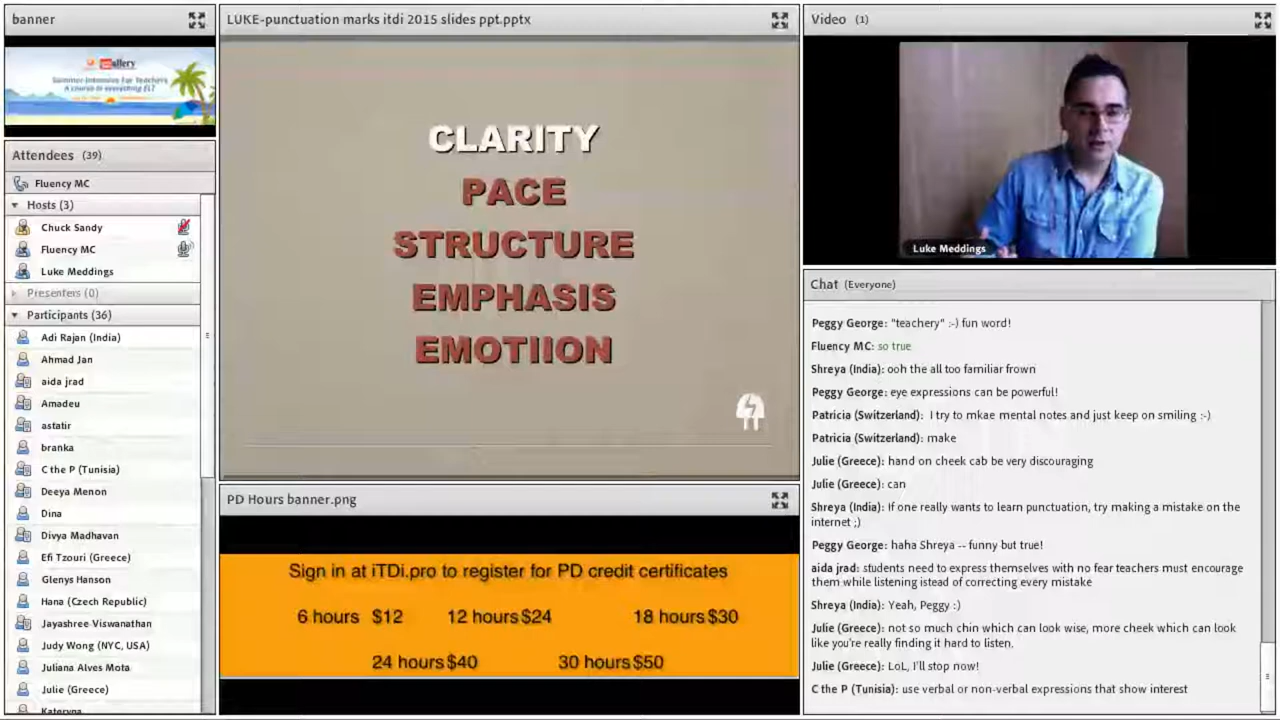 banner
allery
Summer Intensive For Teachers
A course in everything ELT
Attendees (39)
Fluency MC
Hosts (3)
Chuck Sandy
Fluency MC
Luke Meddings
Presenters (0)
Participants (36)
Adi Rajan (India)
Ahmad Jan
aida jrad
Amadeu
astatir
branka
C the P (Tunisia)
Deeya Menon
Dina
Divya Madhavan
Efi Tzouri (Greece)
Glenys Hanson
Hana (Czech Republic)
Jayashree Viswanathan
Judy Wong (NYC, USA)
Juliana Alves Mota
Julie (Greece)
Kateryna
LUKE-punctuation marks itdi 2015 slides ppt.pptx
CLARITY
PACE
STRUCTURE
EMPHASIS
EMOTIION
PD Hours banner.png
Sign in at iTDi.pro to register for PD credit certificates
6 hours $12 12 hours $24 18 hours $30
24 hours $40 30 hours $50
Video (1)
Luke Meddings
Chat (Everyone)
Peggy George: "teachery" :-) fun word!
Fluency MC: so true
Shreya (India): ooh the all too familiar frown
Peggy George: eye expressions can be powerful!
Patricia (Switzerland): I try to mkae mental notes and just keep on smiling :-)
Patricia (Switzerland): make
Julie (Greece): hand on cheek cab be very discouraging
Julie (Greece): can
Shreya (India): If one really wants to learn punctuation, try making a mistake on the
internet ;)
Peggy George: haha Shreya -- funny but true!
aida jrad: students need to express themselves with no fear teachers must encourage
them while listening istead of correcting every mistake
Shreya (India): Yeah, Peggy :)
Julie (Greece): not so much chin which can look wise, more cheek which can look
like you're really finding it hard to listen,
Julie (Greece): LoL, I'll stop now!
C the P (Tunisia): use verbal or non-verbal expressions that show interest